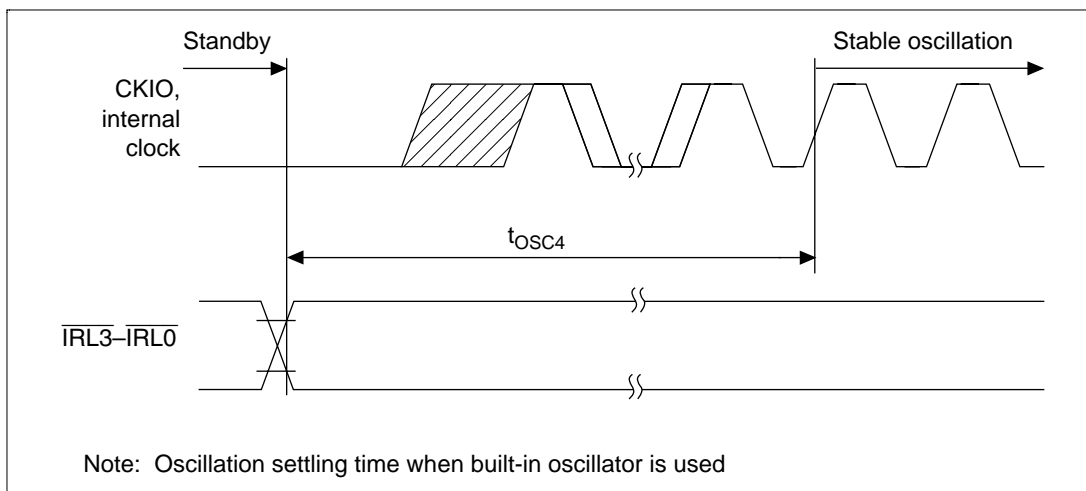 Standby
Stable oscillation
CKIO,
internal
clock
tOSC4
IRL3–IRL0
Note: Oscillation settling time when built-in oscillator is used